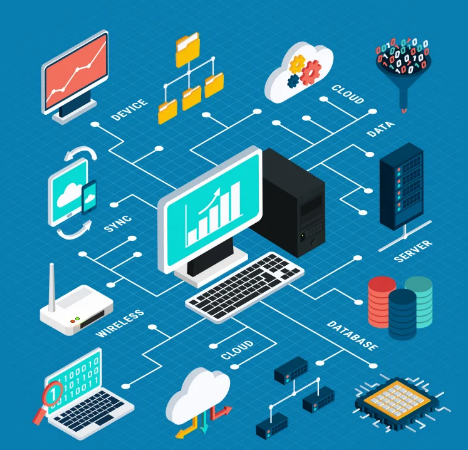 DEVICE
CLOUD
DATA
SYNC
SERVER
WIRELESS
DATABASE
CLOUD